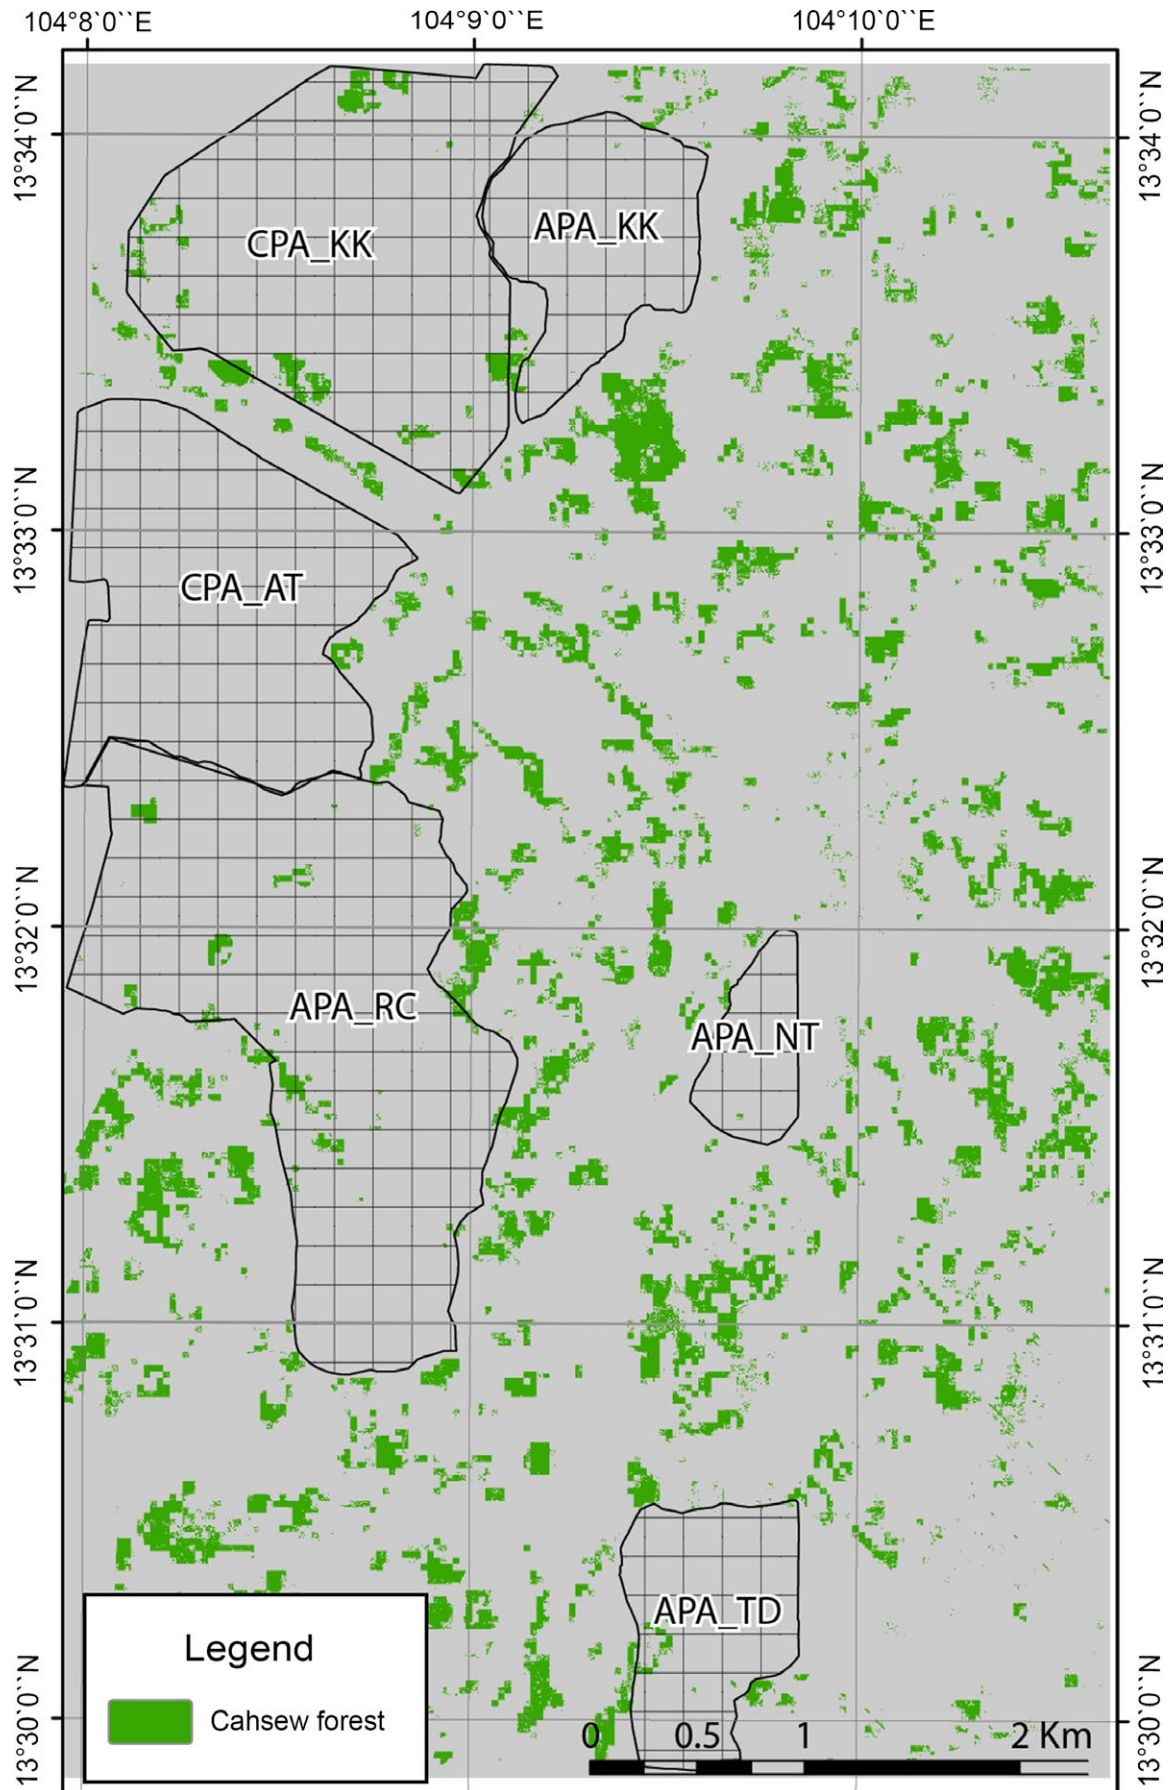 104°8`0``E 104°9`0``E 104°10`0``E
13°34`0``N 13°34`0``N
CPA_KK APA_KK
13°33`0``N 13°33`0``N
CPA_AT
13°32`0``N 13°32`0``N
APA_RC
APA_NT
13°31`0``N 13°31`0``N
APA_TD
Legend
Cahsew forest
13°30`0``N 13°30`0``N
0 0.5 1 2 Km